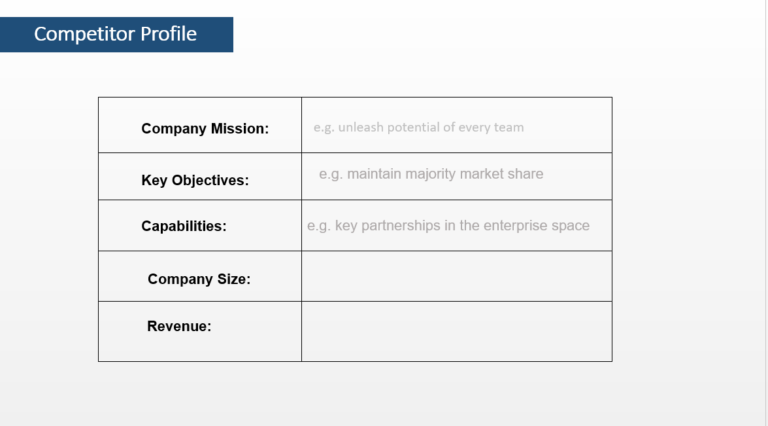 Competitor Profile
Company Mission:
e.g. unleash potential of every team
Key Objectives:
e.g. maintain majority market share
Capabilities:
e.g. key partnerships in the enterprise space
Company Size:
Revenue: